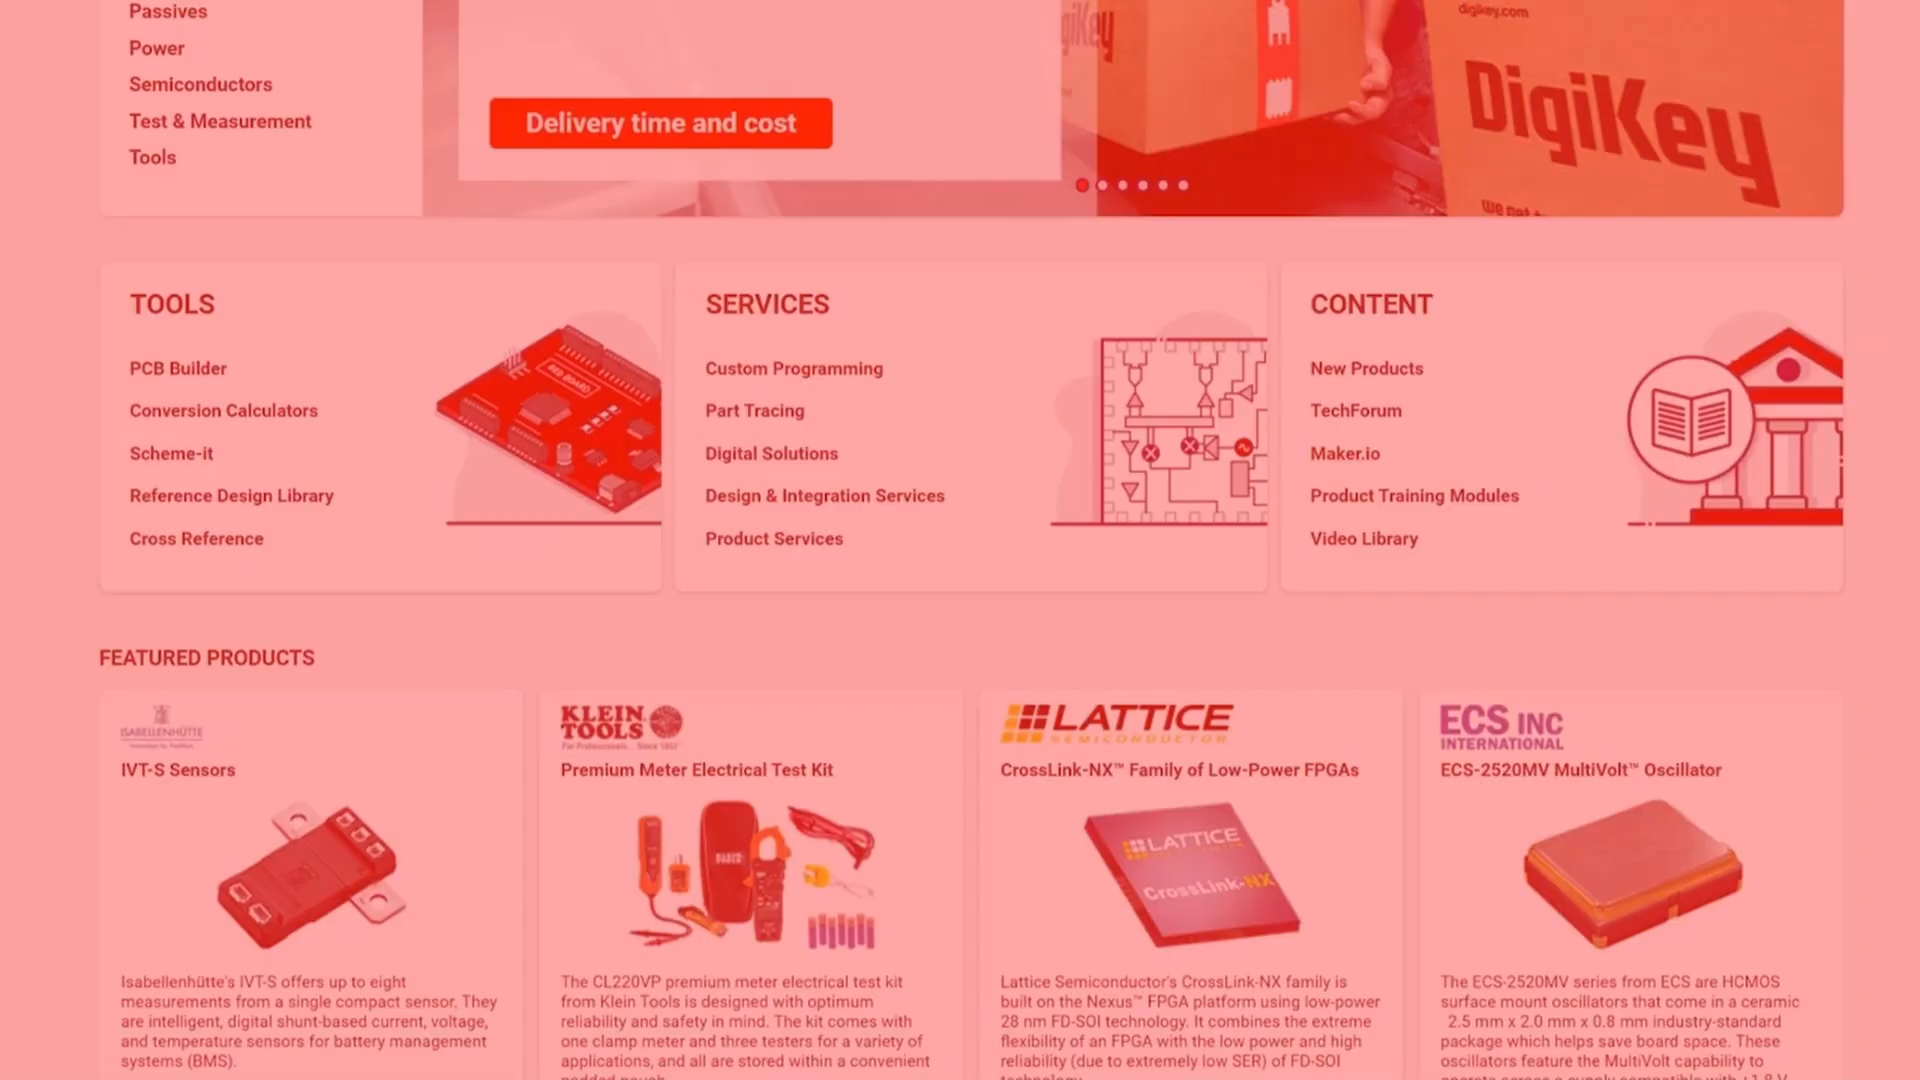 Passives
Power
Semiconductors
Test & Measurement
Tools
Delivery time and cost
giKey
digikey.com
DigiKey
TOOLS
PCB Builder
Conversion Calculators
Scheme-it
Reference Design Library
Cross Reference
RED BOARD
SERVICES
Custom Programming
Part Tracing
Digital Solutions
Design & Integration Services
Product Services
CONTENT
New Products
TechForum
Maker.io
Product Training Modules
Video Library
FEATURED PRODUCTS
ISABELLENHÜTTE
IVT-S Sensors
Isabellenhütte's IVT-S offers up to eight
measurements from a single compact sensor. They
are intelligent, digital shunt-based current, voltage,
and temperature sensors for battery management
systems (BMS).
KLEIN
TOOLS
For Professionals... Since 1857
Premium Meter Electrical Test Kit
The CL220VP premium meter electrical test kit
from Klein Tools is designed with optimum
reliability and safety in mind. The kit comes with
one clamp meter and three testers for a variety of
applications, and all are stored within a convenient
padded pouch.
LATTICE
SEMICONDUCTOR
CrossLink-NX™ Family of Low-Power FPGAs
LATTICE
CrossLink-NX
Lattice Semiconductor's CrossLink-NX family is
built on the Nexus™ FPGA platform using low-power
28 nm FD-SOI technology. It combines the extreme
flexibility of an FPGA with the low power and high
reliability (due to extremely low SER) of FD-SOI
technology.
ECS INC
INTERNATIONAL
ECS-2520MV MultiVolt™ Oscillator
The ECS-2520MV series from ECS are HCMOS
surface mount oscillators that come in a ceramic
2.5 mm x 2.0 mm x 0.8 mm industry-standard
package which helps save board space. These
oscillators feature the MultiVolt capability to